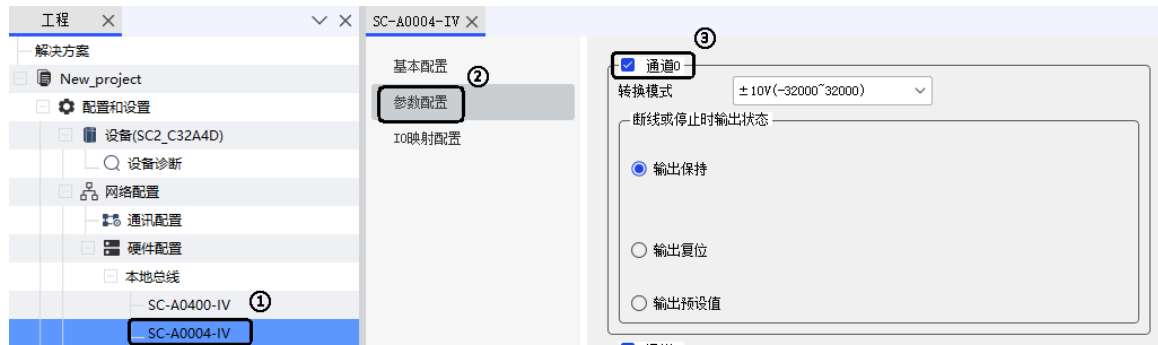 工程
解决方案
New_project
配置和设置
设备(SC2_C32A4D)
设备诊断
网络配置
通讯配置
硬件配置
本地总线
SC-A0400-IV ①
SC-A0004-IV
SC-A0004-IV
基本配置
②
参数配置
IO映射配置
③
通道0
转换模式 ±10V(-32000~32000)
断线或停止时输出状态
输出保持
输出复位
输出预设值